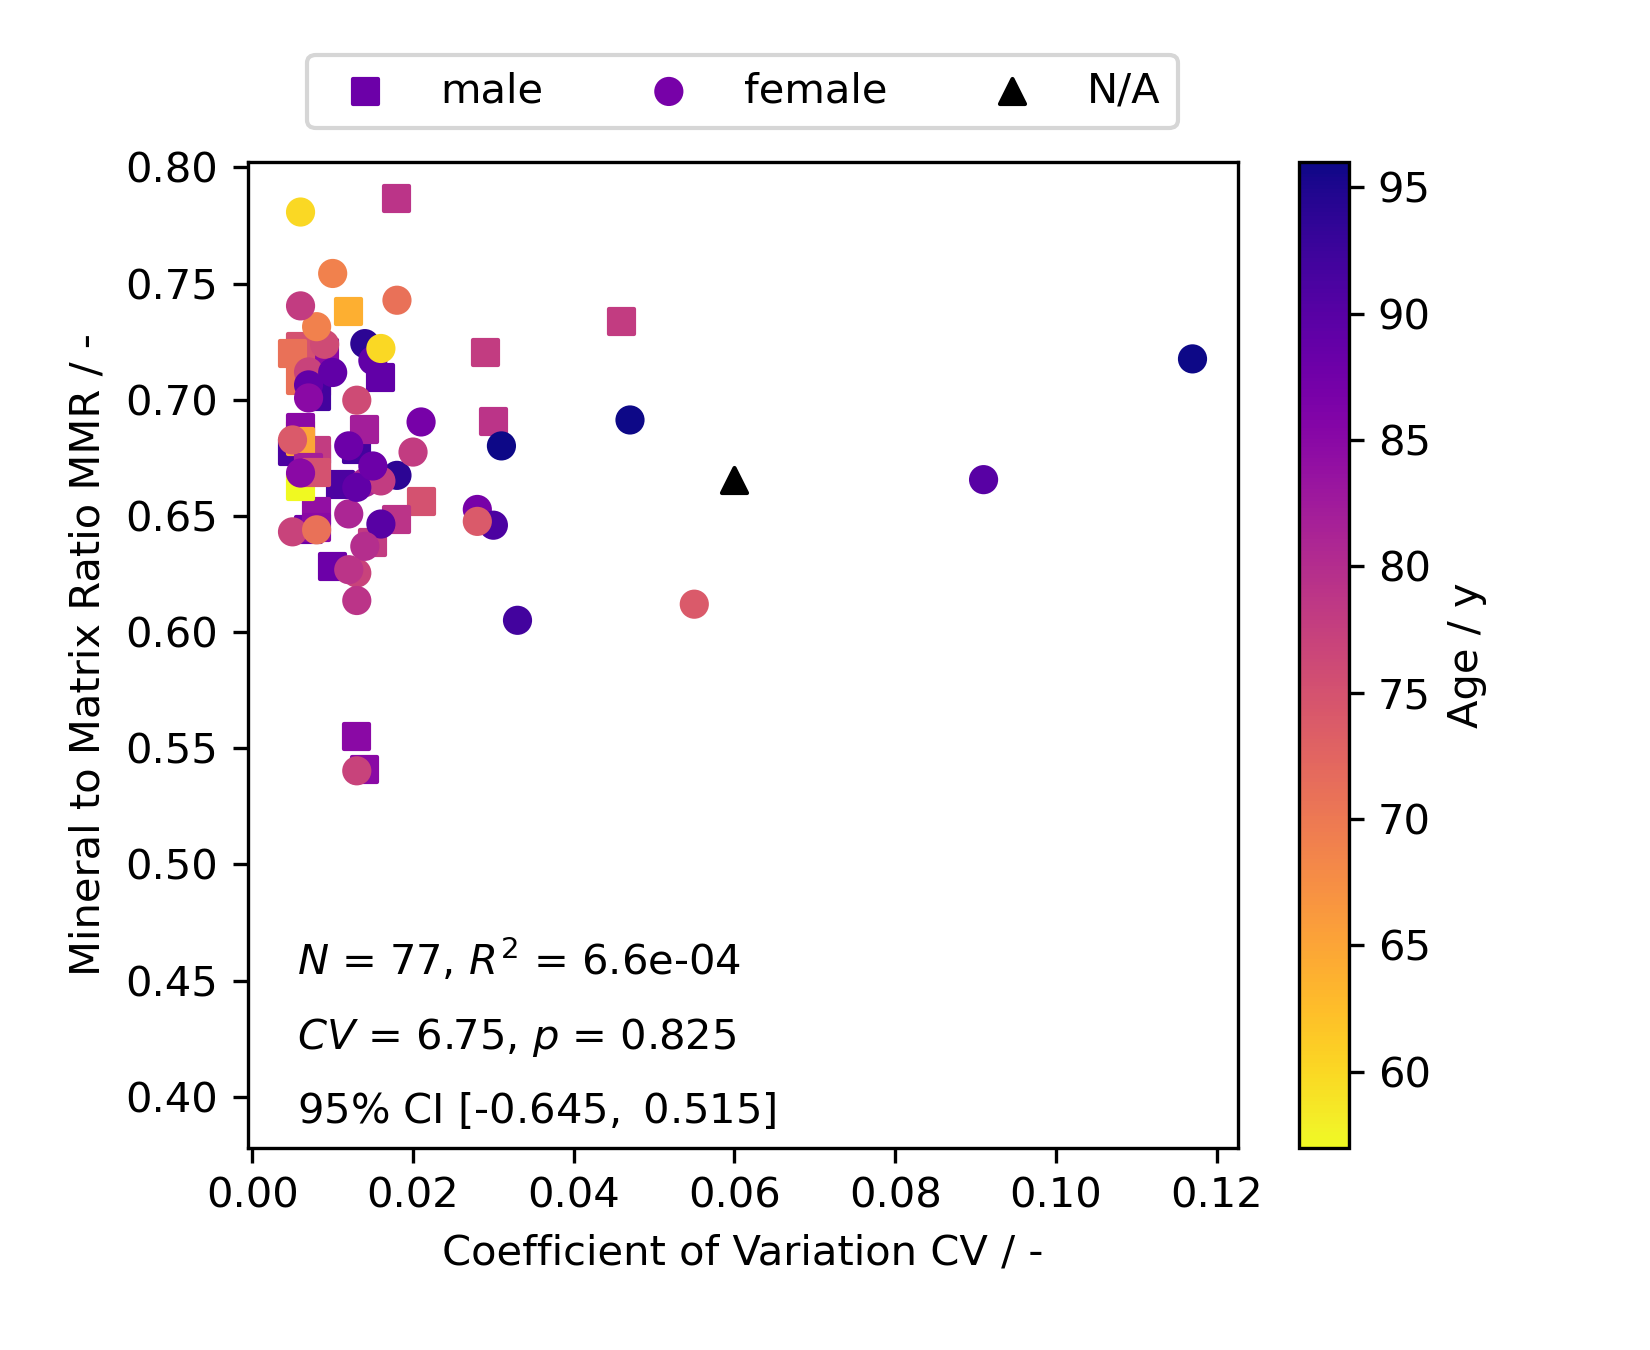 male female N/A
0.80
0.75
0.70
0.65
0.60
0.55
0.50
0.45
0.40
Mineral to Matrix Ratio MMR / -
N = 77, R² = 6.6e-04
CV = 6.75, p = 0.825
95% CI [-0.645, 0.515]
0.00 0.02 0.04 0.06 0.08 0.10 0.12
Coefficient of Variation CV / -
95
90
85
80
75
70
65
60
Age / y